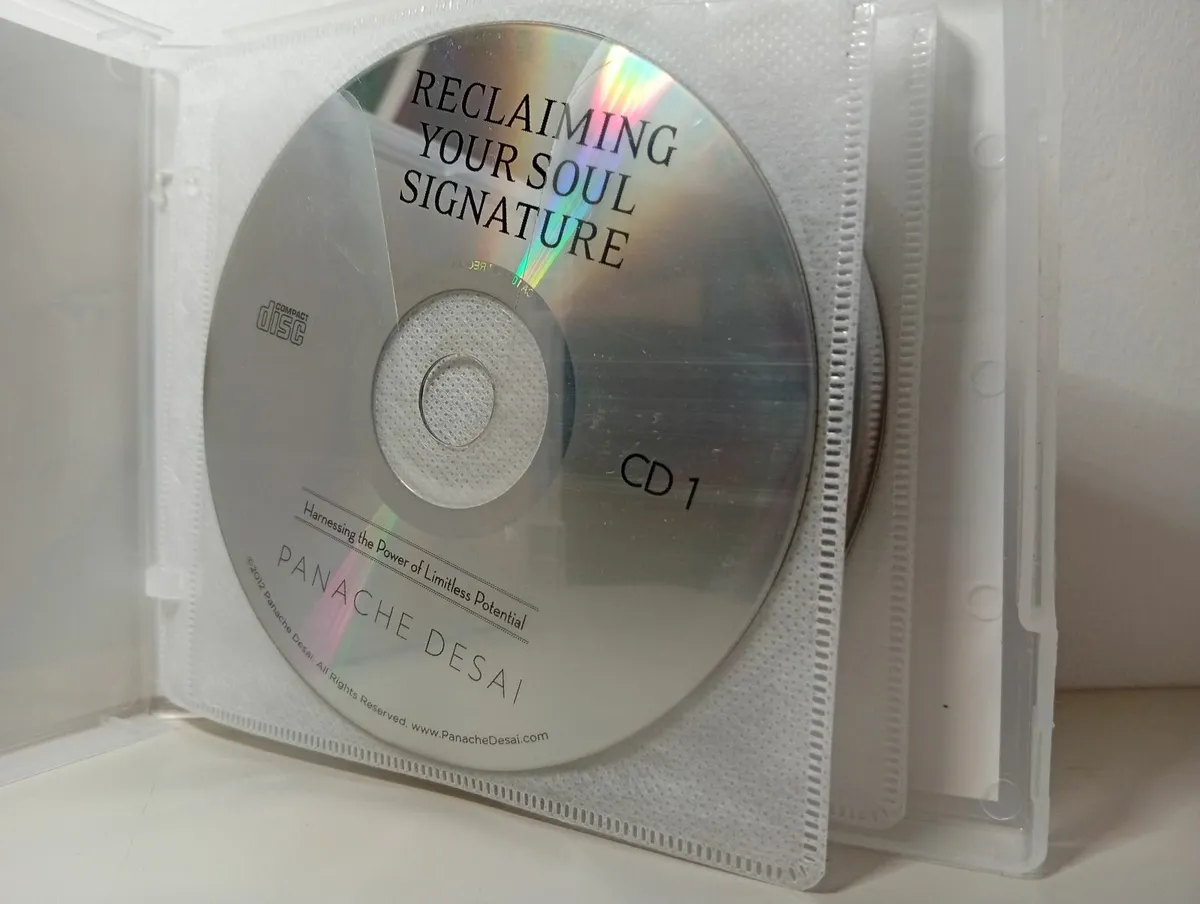 RECLAIMING
YOUR SOUL
SIGNATURE
COMPACT
disc
CD 1
Harnessing the Power of Limitless Potential
PANACHE DESAI
©2012 Panache Desai. All Rights Reserved. www.PanacheDesai.com